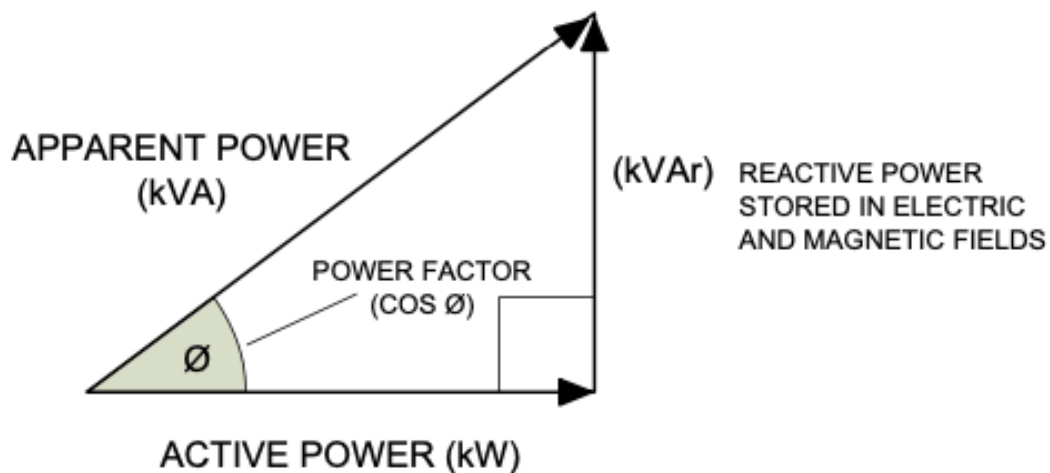 APPARENT POWER
(kVA)
(kVAr)
REACTIVE POWER
STORED IN ELECTRIC
AND MAGNETIC FIELDS
POWER FACTOR
(COS Ø)
Ø
ACTIVE POWER (kW)